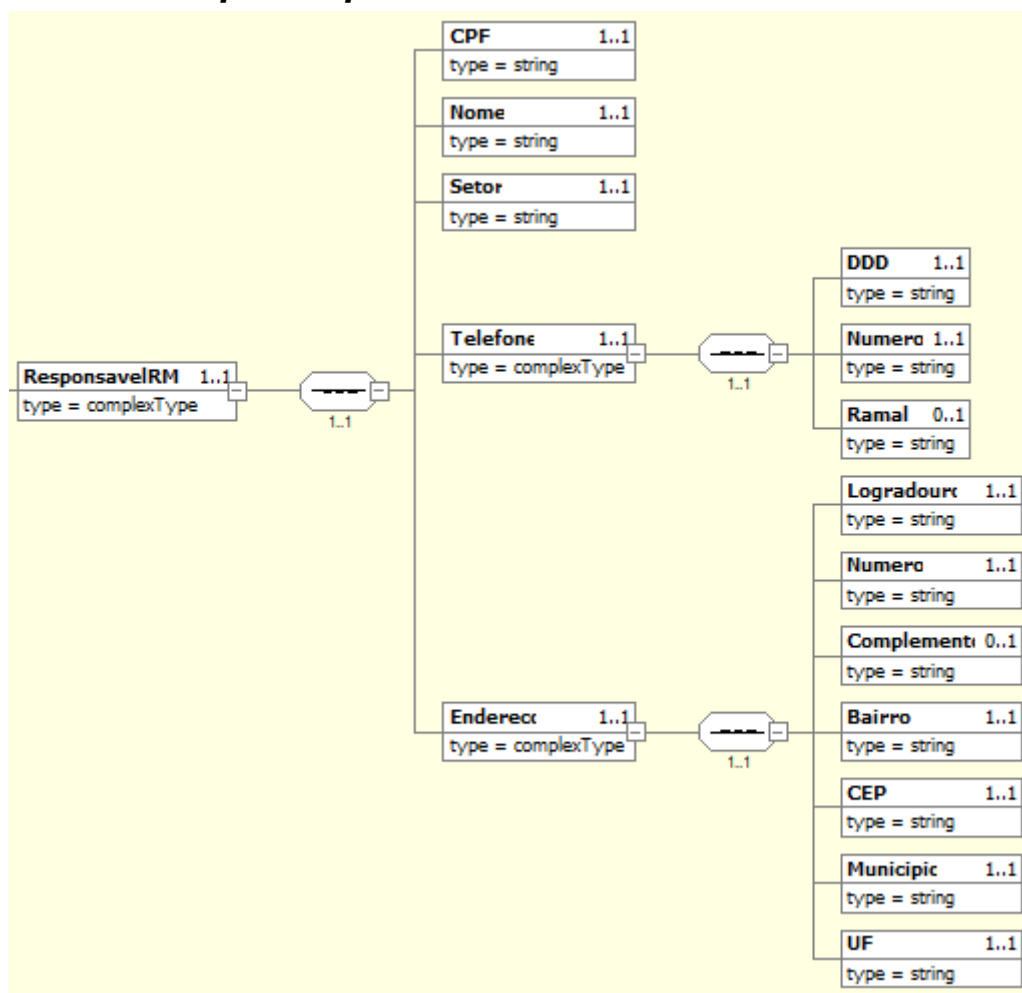 CPF 1..1
type = string
Nome 1..1
type = string
Setor 1..1
type = string
DDD 1..1
type = string
Telefone 1..1
type = complexType
1..1
Numero 1..1
type = string
ResponsavelRM 1..1
type = complexType
1..1
Ramal 0..1
type = string
Logradouro 1..1
type = string
Numero 1..1
type = string
Complemento 0..1
type = string
Endereco 1..1
type = complexType
1..1
Bairro 1..1
type = string
CEP 1..1
type = string
Municipio 1..1
type = string
UF 1..1
type = string